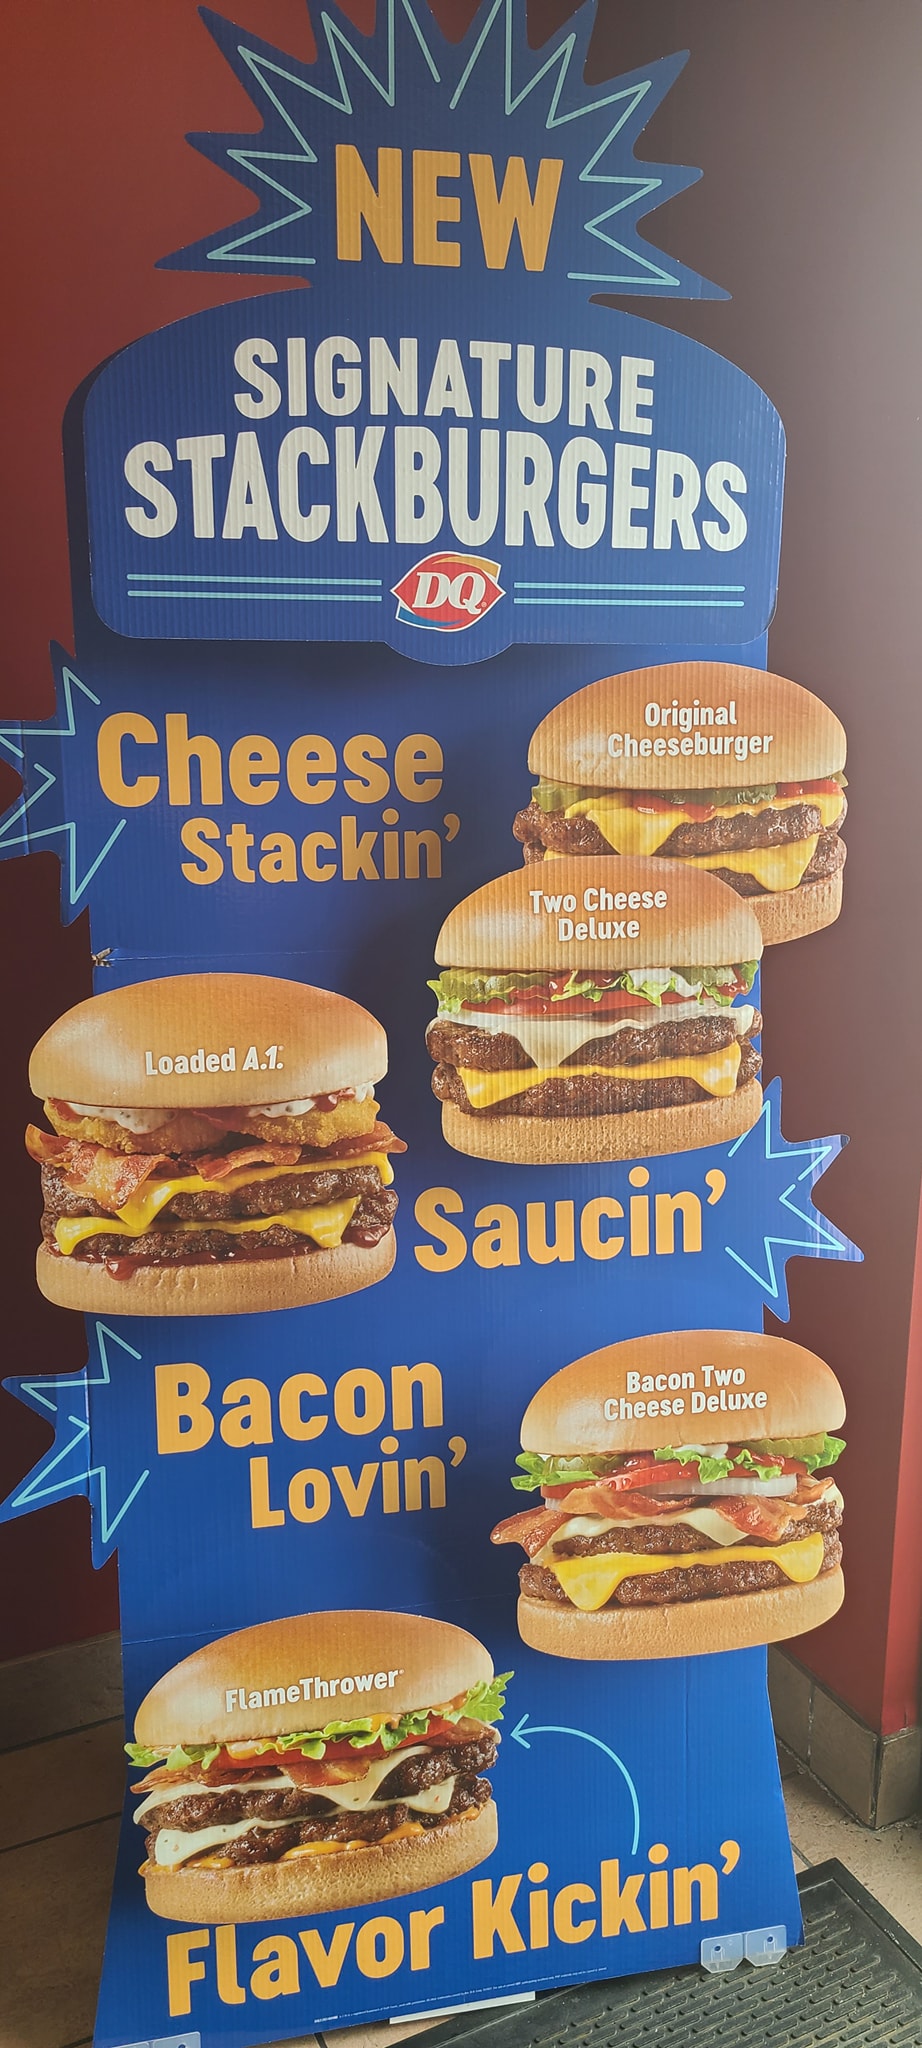 NEW
SIGNATURE
STACKBURGERS
DQ
Cheese
Stackin’
Original
Cheeseburger
Two Cheese
Deluxe
Loaded A.1.®
Saucin’
Bacon
Lovin’
Bacon Two
Cheese Deluxe
FlameThrower®
Flavor Kickin’